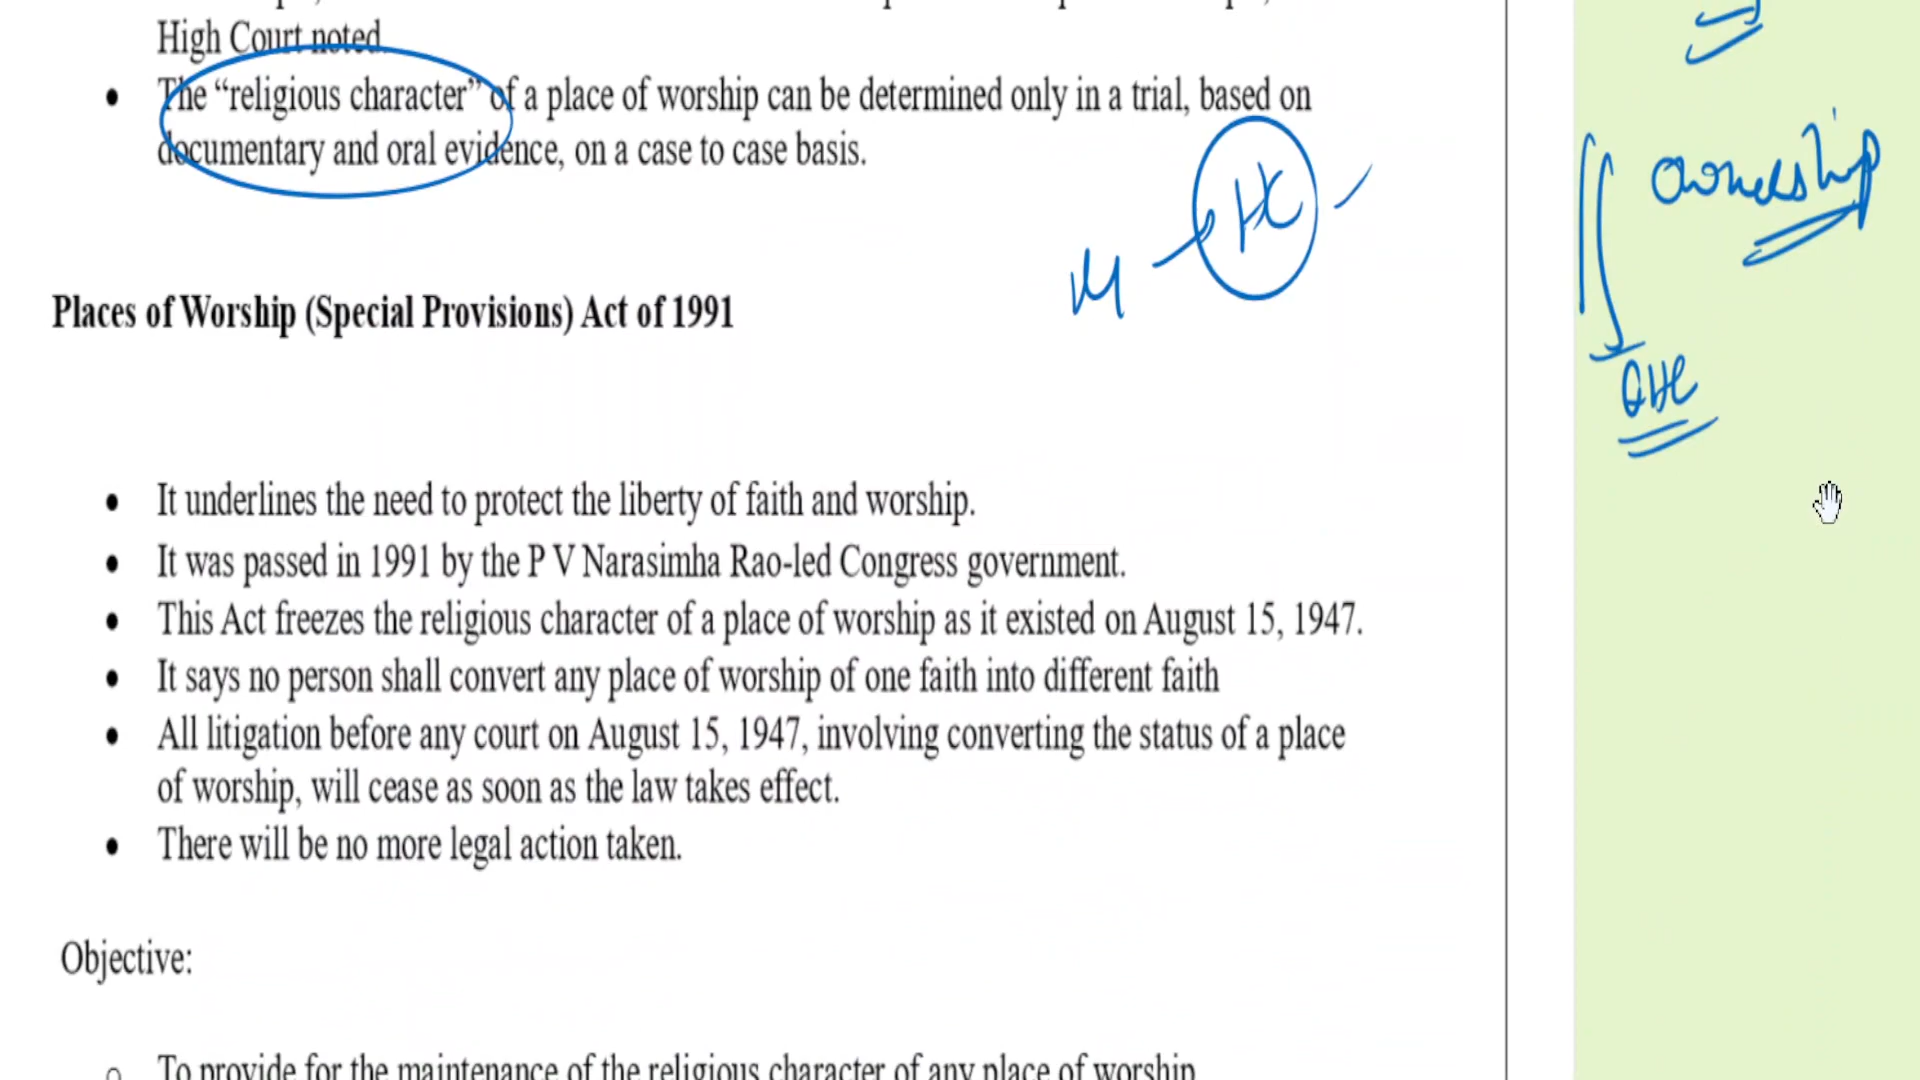 High Court noted.
• The “religious character” of a place of worship can be determined only in a trial, based on
documentary and oral evidence, on a case to case basis.
ownership
HC
M
Places of Worship (Special Provisions) Act of 1991
• It underlines the need to protect the liberty of faith and worship.
• It was passed in 1991 by the P V Narasimha Rao-led Congress government.
• This Act freezes the religious character of a place of worship as it existed on August 15, 1947.
• It says no person shall convert any place of worship of one faith into different faith
• All litigation before any court on August 15, 1947, involving converting the status of a place
of worship, will cease as soon as the law takes effect.
• There will be no more legal action taken.
Objective:
o To provide for the maintenance of the religious character of any place of worship